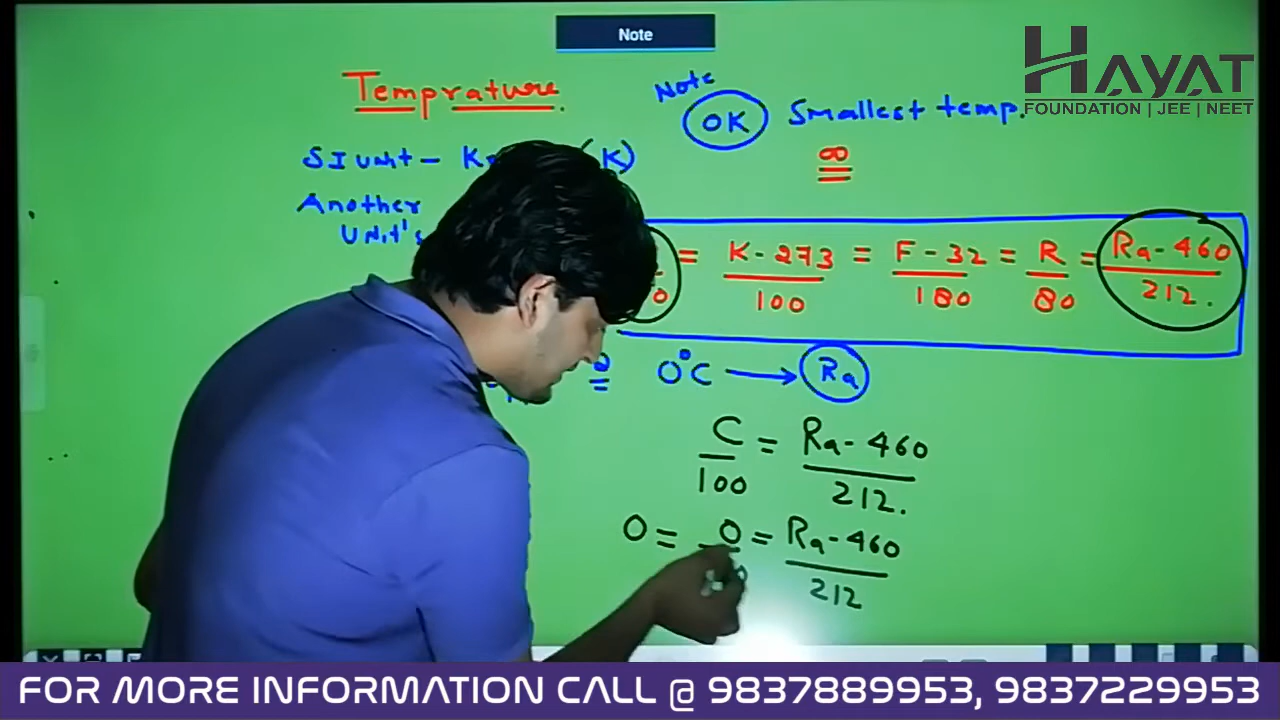 Note
HAYAT
FOUNDATION | JEE | NEET
Temprature.
Note
OK Smallest temp.
∞
SI Unit - K (K)
Another
Unit's
= K - 273 / 100 = F - 32 / 180 = R / 80 = Ra - 460 / 212.
0°C → Ra
C / 100 = Ra - 460 / 212.
0 = 0 = Ra - 460 / 212
FOR MORE INFORMATION CALL @ 9837889953, 9837229953